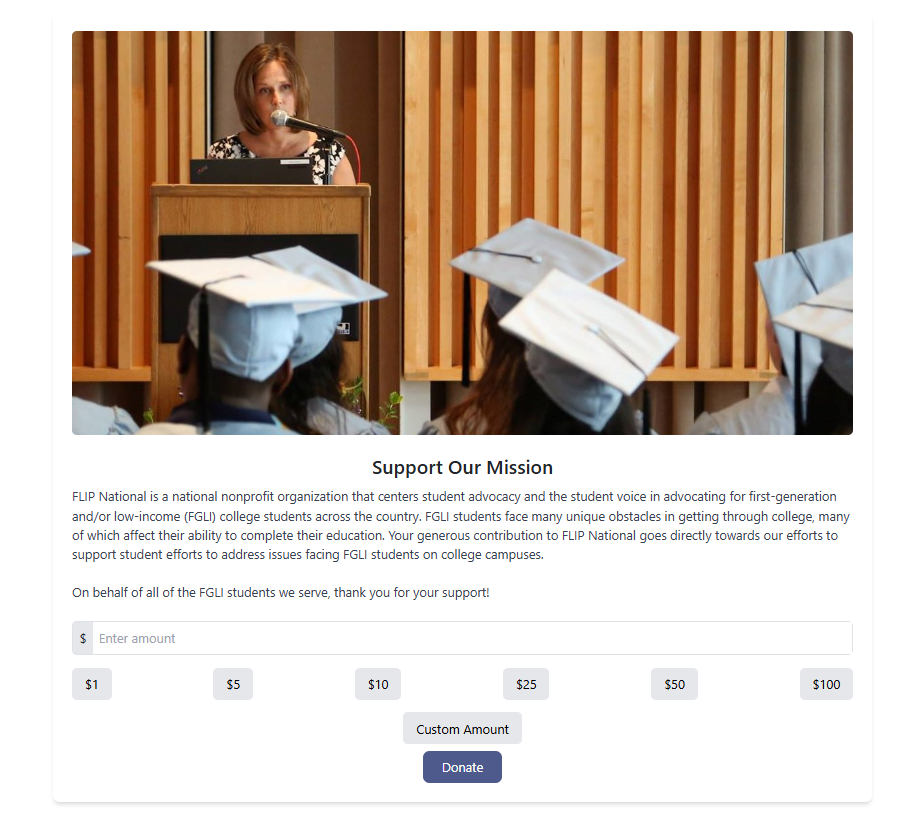 Support Our Mission
FLIP National is a national nonprofit organization that centers student advocacy and the student voice in advocating for first-generation
and/or low-income (FGLI) college students across the country. FGLI students face many unique obstacles in getting through college, many
of which affect their ability to complete their education. Your generous contribution to FLIP National goes directly towards our efforts to
support student efforts to address issues facing FGLI students on college campuses.
On behalf of all of the FGLI students we serve, thank you for your support!
$ Enter amount
$1 $5 $10 $25 $50 $100
Custom Amount
Donate